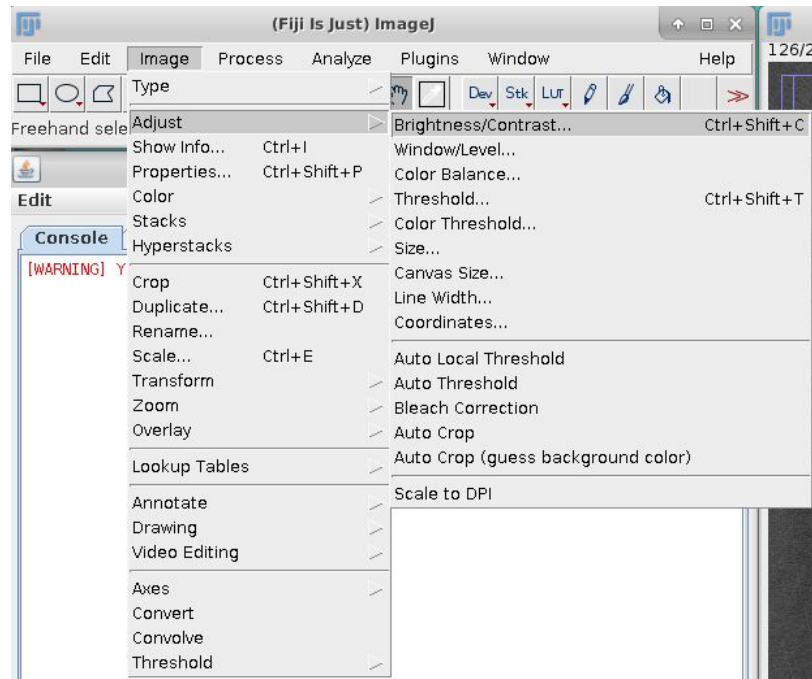 (Fiji Is Just) ImageJ
File Edit Image Process Analyze Plugins Window Help
126/2
Dev Stk LUT
Freehand sele
Edit
Console
[WARNING] Y
Type
Adjust
Show Info... Ctrl+I
Properties... Ctrl+Shift+P
Color
Stacks
Hyperstacks
Crop Ctrl+Shift+X
Duplicate... Ctrl+Shift+D
Rename...
Scale... Ctrl+E
Transform
Zoom
Overlay
Lookup Tables
Annotate
Drawing
Video Editing
Axes
Convert
Convolve
Threshold
Brightness/Contrast... Ctrl+Shift+C
Window/Level...
Color Balance...
Threshold... Ctrl+Shift+T
Color Threshold...
Size...
Canvas Size...
Line Width...
Coordinates...
Auto Local Threshold
Auto Threshold
Bleach Correction
Auto Crop
Auto Crop (guess background color)
Scale to DPI